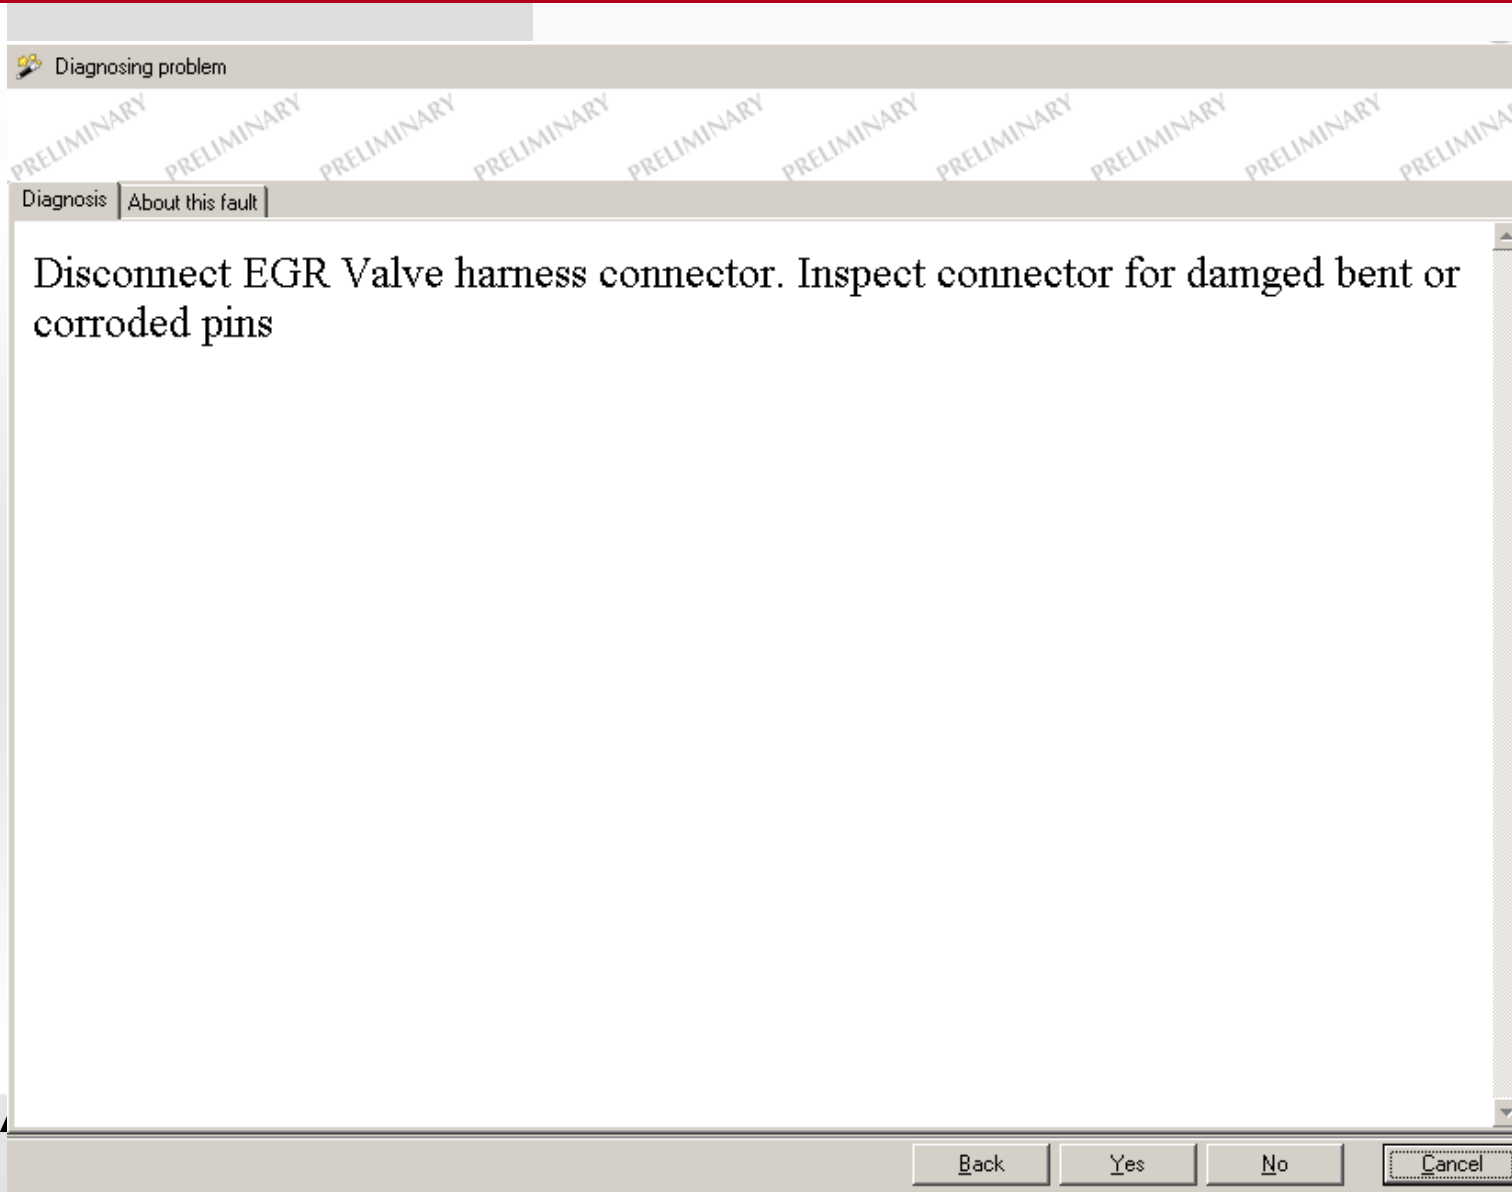 Diagnosing problem
PRELIMINARY PRELIMINARY PRELIMINARY PRELIMINARY PRELIMINARY PRELIMINARY PRELIMINARY PRELIMINARY PRELIMINARY PRELIMINA
Diagnosis About this fault
Disconnect EGR Valve harness connector. Inspect connector for damged bent or
corroded pins
Back Yes No Cancel